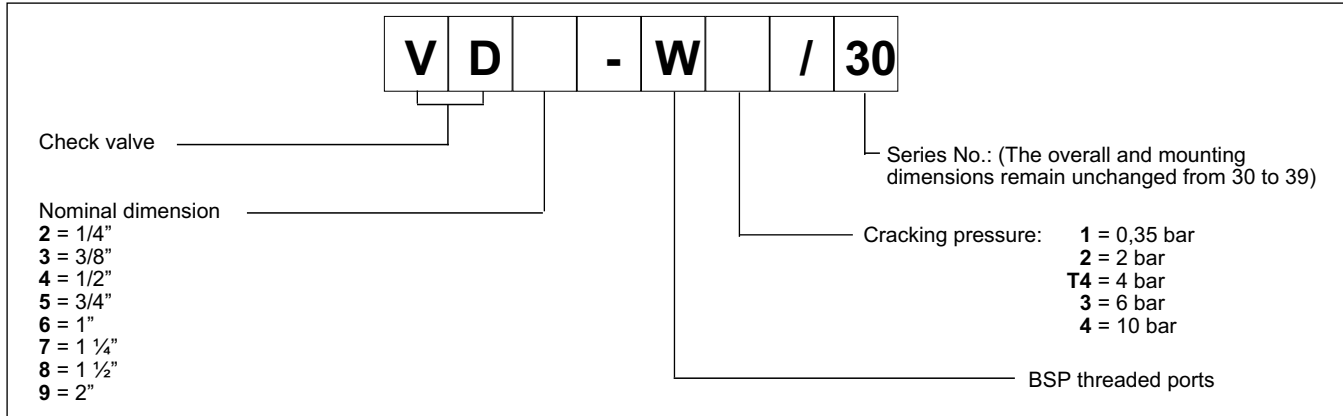 V D - W / 30
Check valve
Series No.: (The overall and mounting
dimensions remain unchanged from 30 to 39)
Nominal dimension
2 = 1/4”
3 = 3/8”
4 = 1/2”
5 = 3/4”
6 = 1”
7 = 1 ¼”
8 = 1 ½”
9 = 2”
Cracking pressure: 1 = 0,35 bar
2 = 2 bar
T4 = 4 bar
3 = 6 bar
4 = 10 bar
BSP threaded ports